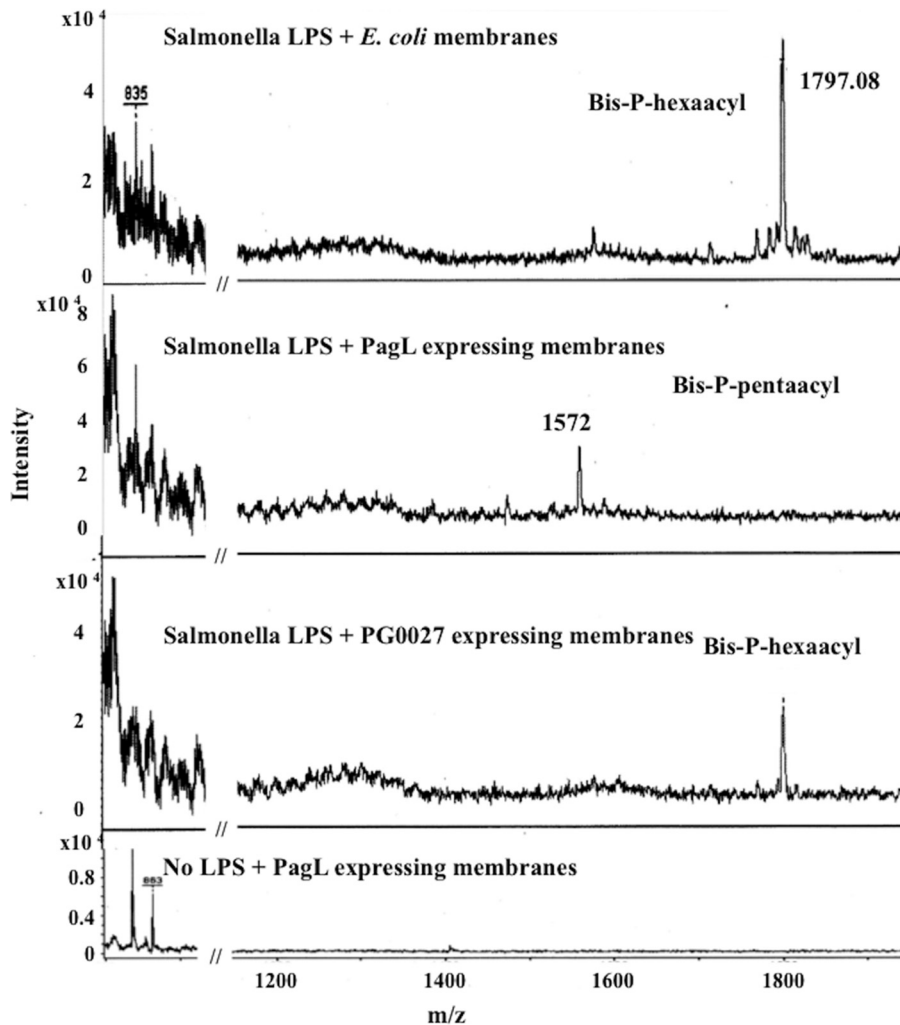 x10 4
Salmonella LPS + E. coli membranes
4
1797.08
835
Bis-P-hexaacyl
2
0
//
x10 4
8
Salmonella LPS + PagL expressing membranes
6
Bis-P-pentaacyl
4
1572
2
0
//
Intensity
x10 4
4
Salmonella LPS + PG0027 expressing membranes
Bis-P-hexaacyl
2
0
//
x10 4
No LPS + PagL expressing membranes
0.8
863
0.4
0
//
1200 1400 1600 1800
m/z